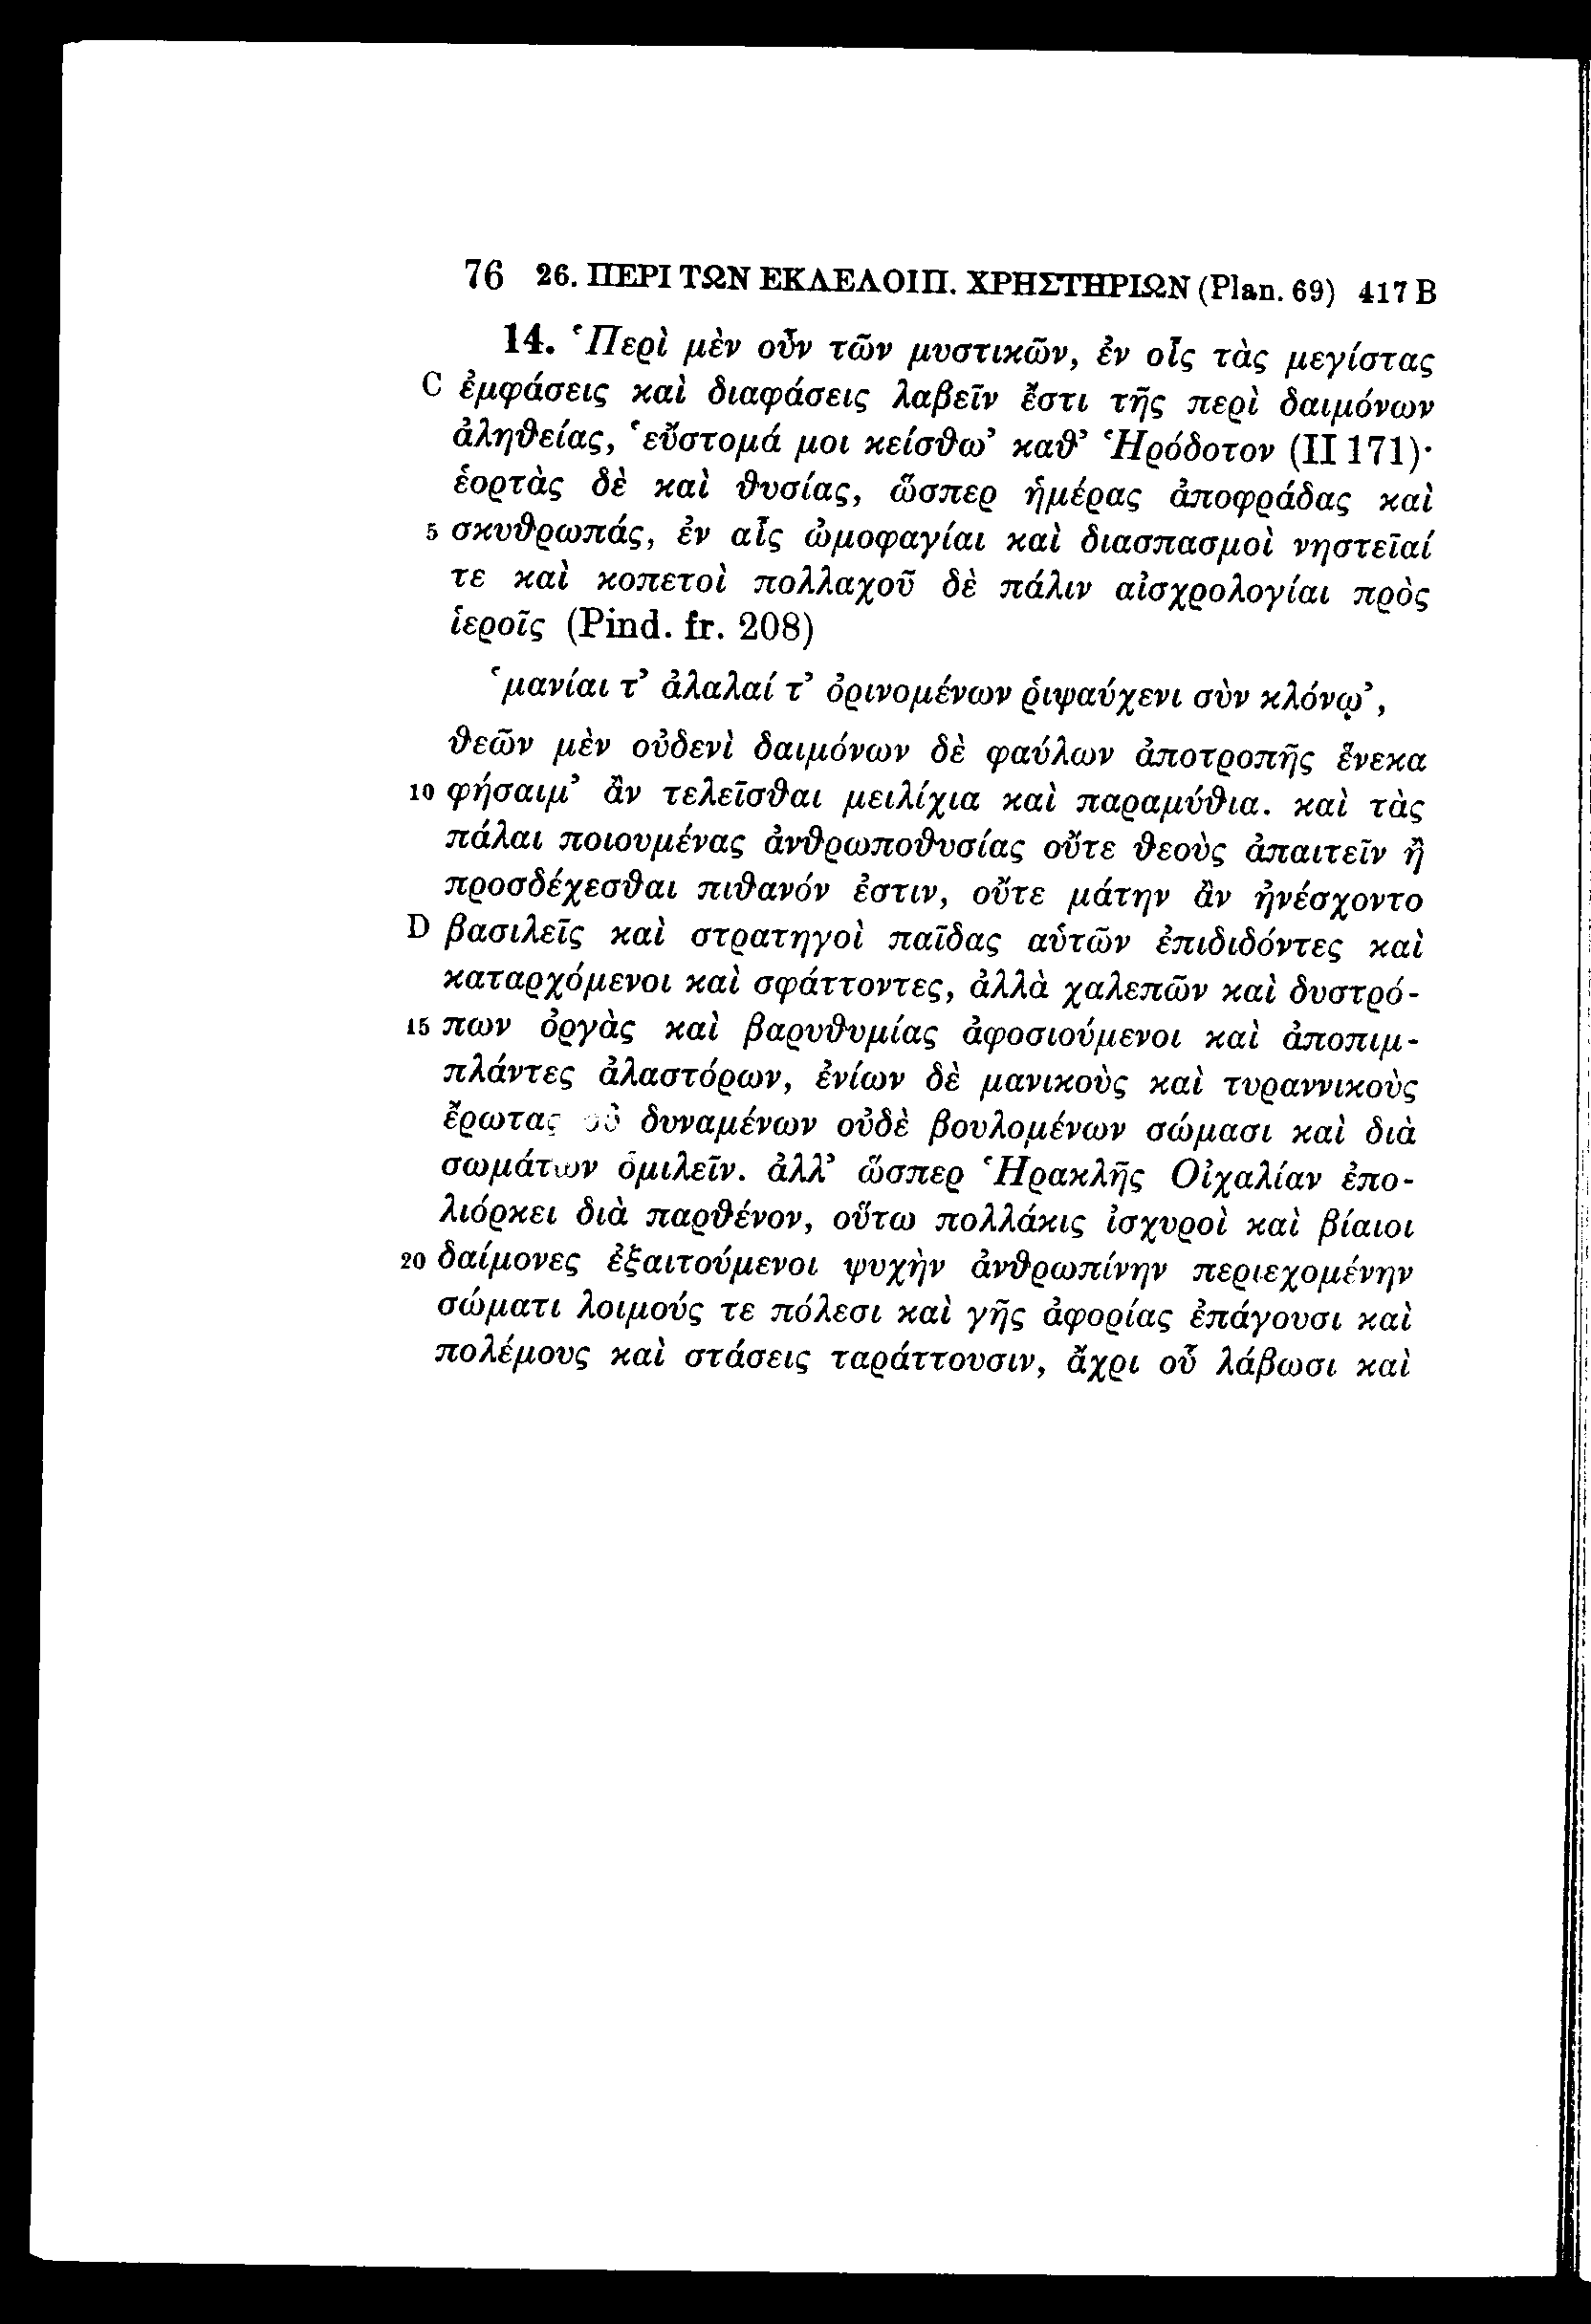 76 26. ΠΕΡΙ ΤΩΝ ΕΚΛΕΛΟΙΠ. ΧΡΗΣΤΗΡΙΩΝ (Plan. 69) 417 B
14. ‘Περὶ μὲν οὖν τῶν μυστικῶν, ἐν οἷς τὰς μεγίστας
C ἐμφάσεις καὶ διαφάσεις λαβεῖν ἔστι τῆς περὶ δαιμόνων
ἀληθείας, ‘εὔστομά μοι κείσθω’ καθ’ Ἡρόδοτον (II 171)·
ἑορτὰς δὲ καὶ θυσίας, ὥσπερ ἡμέρας ἀποφράδας καὶ
5 σκυθρωπάς, ἐν αἷς ὠμοφαγίαι καὶ διασπασμοὶ νηστεῖαί
τε καὶ κοπετοὶ πολλαχοῦ δὲ πάλιν αἰσχρολογίαι πρὸς
ἱεροῖς (Pind. fr. 208)
‘μανίαι τ’ ἀλαλαί τ’ ὀρινομένων ῥιψαύχενι σὺν κλόνῳ’,
θεῶν μὲν οὐδενὶ δαιμόνων δὲ φαύλων ἀποτροπῆς ἕνεκα
10 φήσαιμ’ ἂν τελεῖσθαι μειλίχια καὶ παραμύθια. καὶ τὰς
πάλαι ποιουμένας ἀνθρωποθυσίας οὔτε θεοὺς ἀπαιτεῖν ἢ
προσδέχεσθαι πιθανόν ἐστιν, οὔτε μάτην ἂν ἠνέσχοντο
D βασιλεῖς καὶ στρατηγοὶ παῖδας αὑτῶν ἐπιδιδόντες καὶ
καταρχόμενοι καὶ σφάττοντες, ἀλλὰ χαλεπῶν καὶ δυστρό-
15 πων ὀργὰς καὶ βαρυθυμίας ἀφοσιούμενοι καὶ ἀποπιμ-
πλάντες ἀλαστόρων, ἐνίων δὲ μανικοὺς καὶ τυραννικοὺς
ἔρωτας οὐ δυναμένων οὐδὲ βουλομένων σώμασι καὶ διὰ
σωμάτων ὁμιλεῖν. ἀλλ’ ὥσπερ Ἡρακλῆς Οἰχαλίαν ἐπο-
λιόρκει διὰ παρθένον, οὕτω πολλάκις ἰσχυροὶ καὶ βίαιοι
20 δαίμονες ἐξαιτούμενοι ψυχὴν ἀνθρωπίνην περιεχομένην
σώματι λοιμούς τε πόλεσι καὶ γῆς ἀφορίας ἐπάγουσι καὶ
πολέμους καὶ στάσεις ταράττουσιν, ἄχρι οὗ λάβωσι καὶ